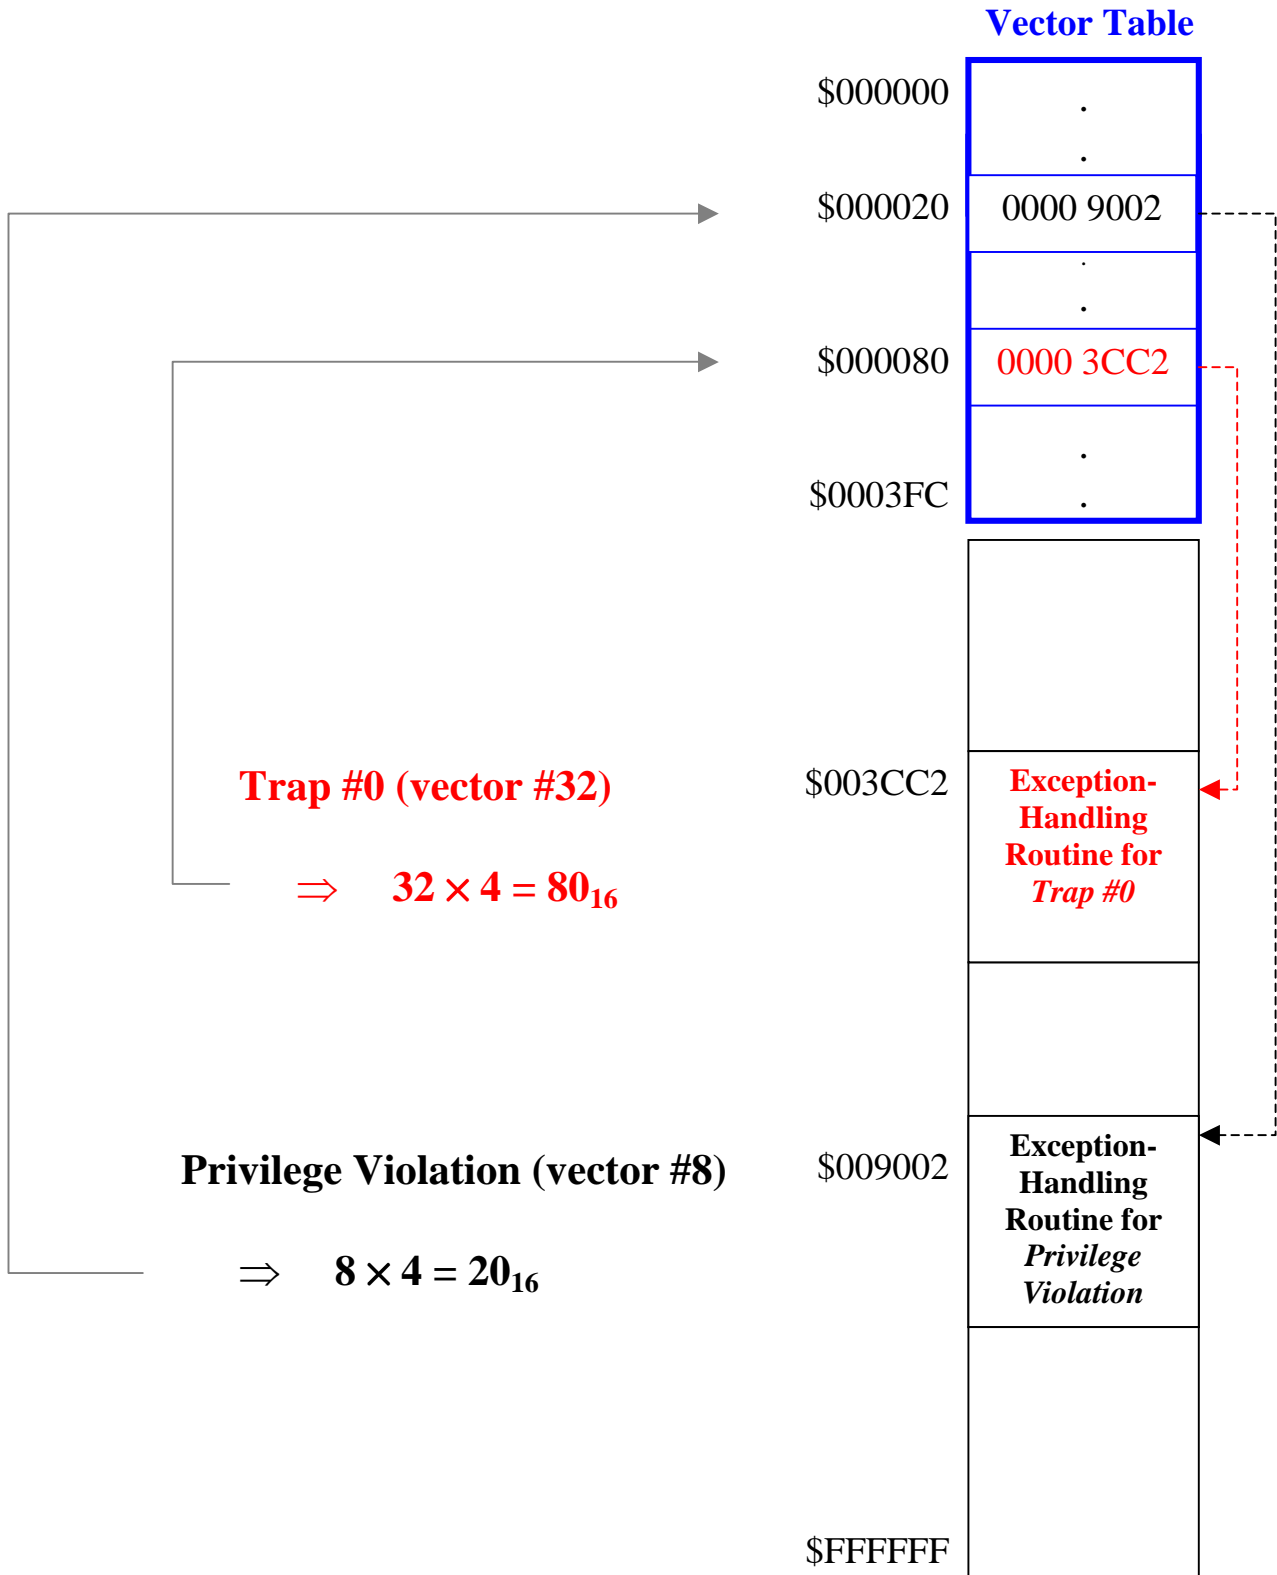 Vector Table
$000000
.
.
$000020 0000 9002
.
.
$000080 0000 3CC2
.
$0003FC .
Trap #0 (vector #32)
⇒ 32 × 4 = 80₁₆
$003CC2
Exception-
Handling
Routine for
Trap #0
Privilege Violation (vector #8)
⇒ 8 × 4 = 20₁₆
$009002
Exception-
Handling
Routine for
Privilege
Violation
$FFFFFF